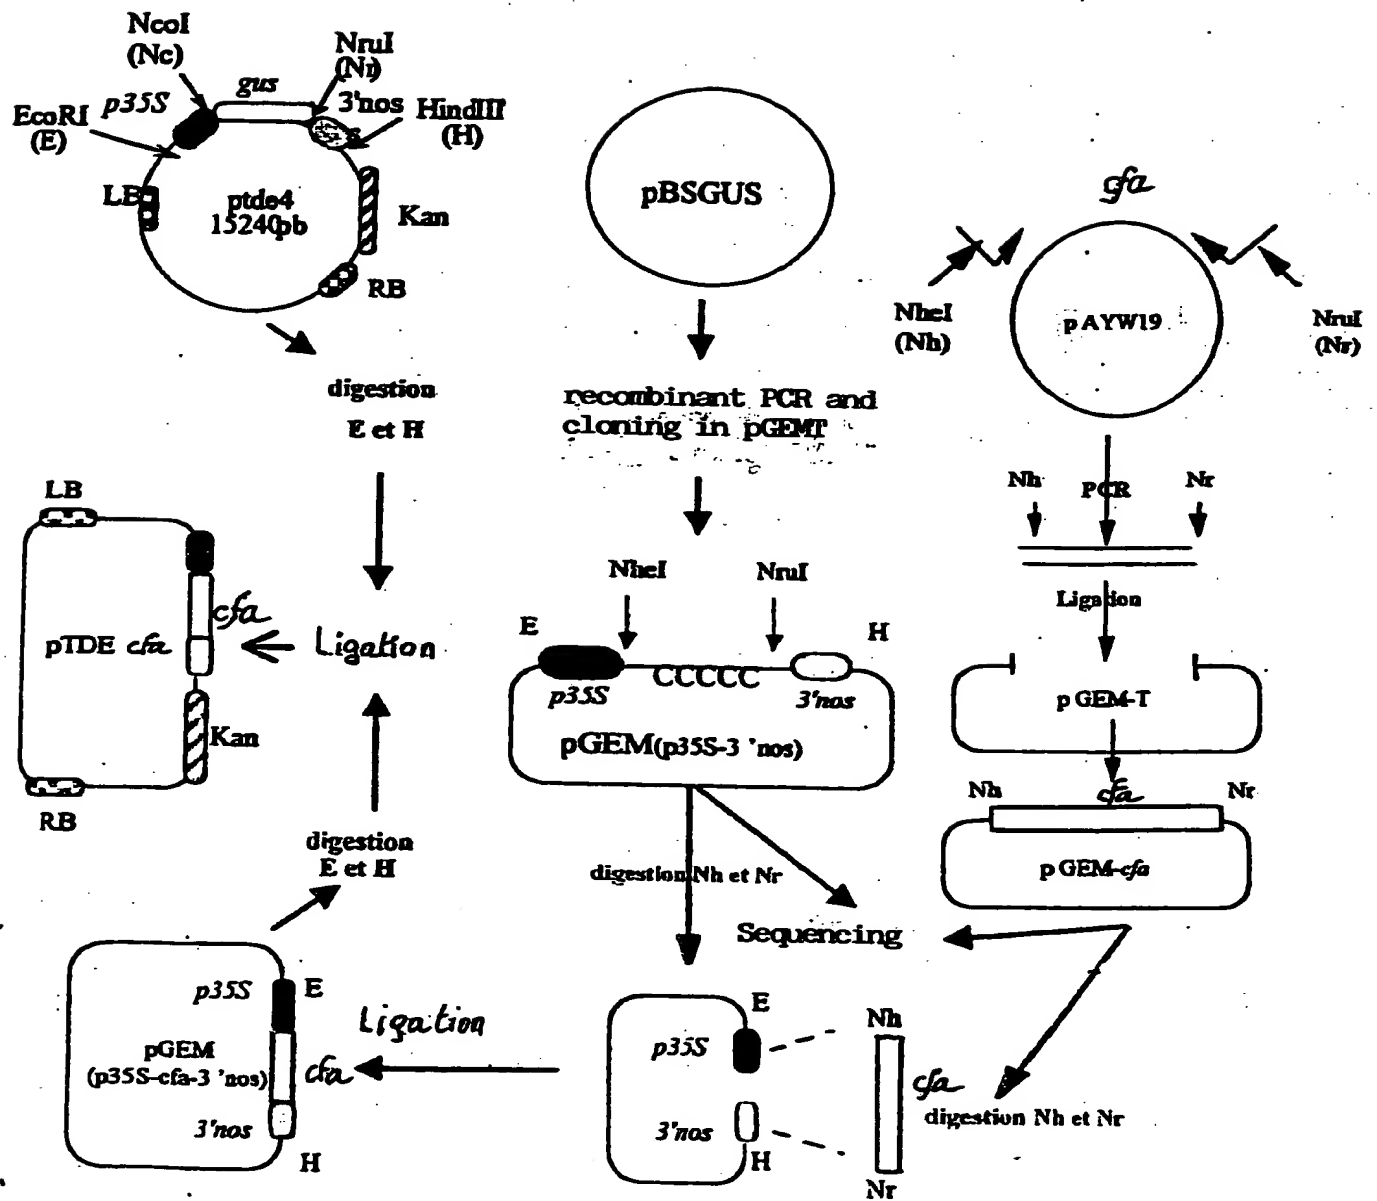 NcoI
(Nc)
NruI
(Nr)
gus
p35S
3'nos
EcoRI
(E)
HindIII
(H)
LB
ptde4
15240pb
Kan
RB
digestion
E et H
pBSGUS
recombinant PCR and
cloning in pGEMT
gfa
NheI
(Nh)
pAYW19
NruI
(Nr)
Nh
PCR
Nr
Ligation
pGEM-T
Nh
cfa
Nr
pGEM-cfa
LB
cfa
pTDE cfa
Ligation
Kan
RB
NheI
NruI
E
H
CCCCC
p35S
3'nos
pGEM(p35S-3 'nos)
digestion Nh et Nr
Sequencing
digestion
E et H
p35S
E
pGEM
(p35S-cfa-3 'nos)
cfa
3'nos
H
Ligation
E
p35S
3'nos
H
Nh
cfa
Nr
digestion Nh et Nr